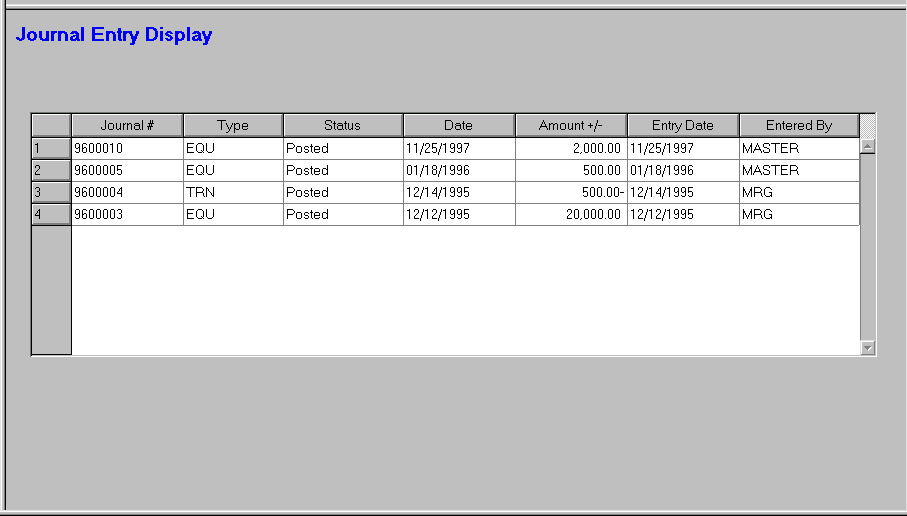 Journal Entry Display
Journal # Type Status Date Amount +/- Entry Date Entered By
1 9600010 EQU Posted 11/25/1997 2,000.00 11/25/1997 MASTER
2 9600005 EQU Posted 01/18/1996 500.00 01/18/1996 MASTER
3 9600004 TRN Posted 12/14/1995 500.00- 12/14/1995 MRG
4 9600003 EQU Posted 12/12/1995 20,000.00 12/12/1995 MRG